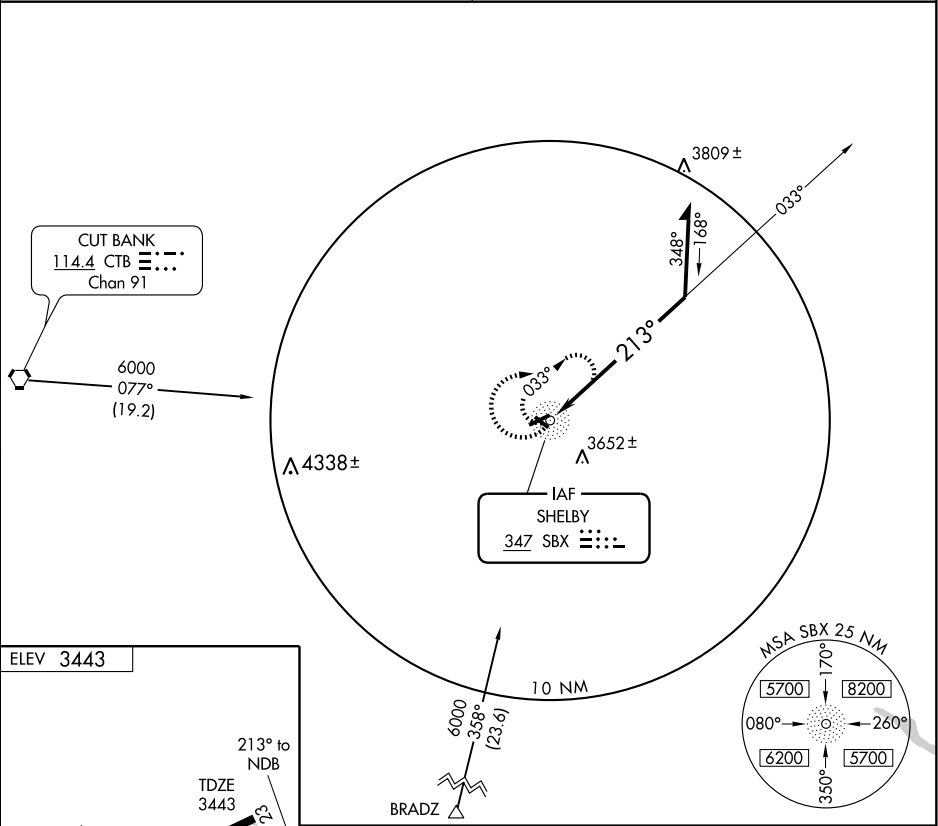 3809±
033°
348°
168°
CUT BANK
114.4 CTB
Chan 91
213°
033°
6000
077°
(19.2)
3652±
4338±
IAF
SHELBY
347 SBX
10 NM
6000
358°
(23.6)
BRADZ
MSA SBX 25 NM
170°
5700
8200
080°
260°
6200
5700
350°
ELEV 3443
213° to
NDB
TDZE
3443
23